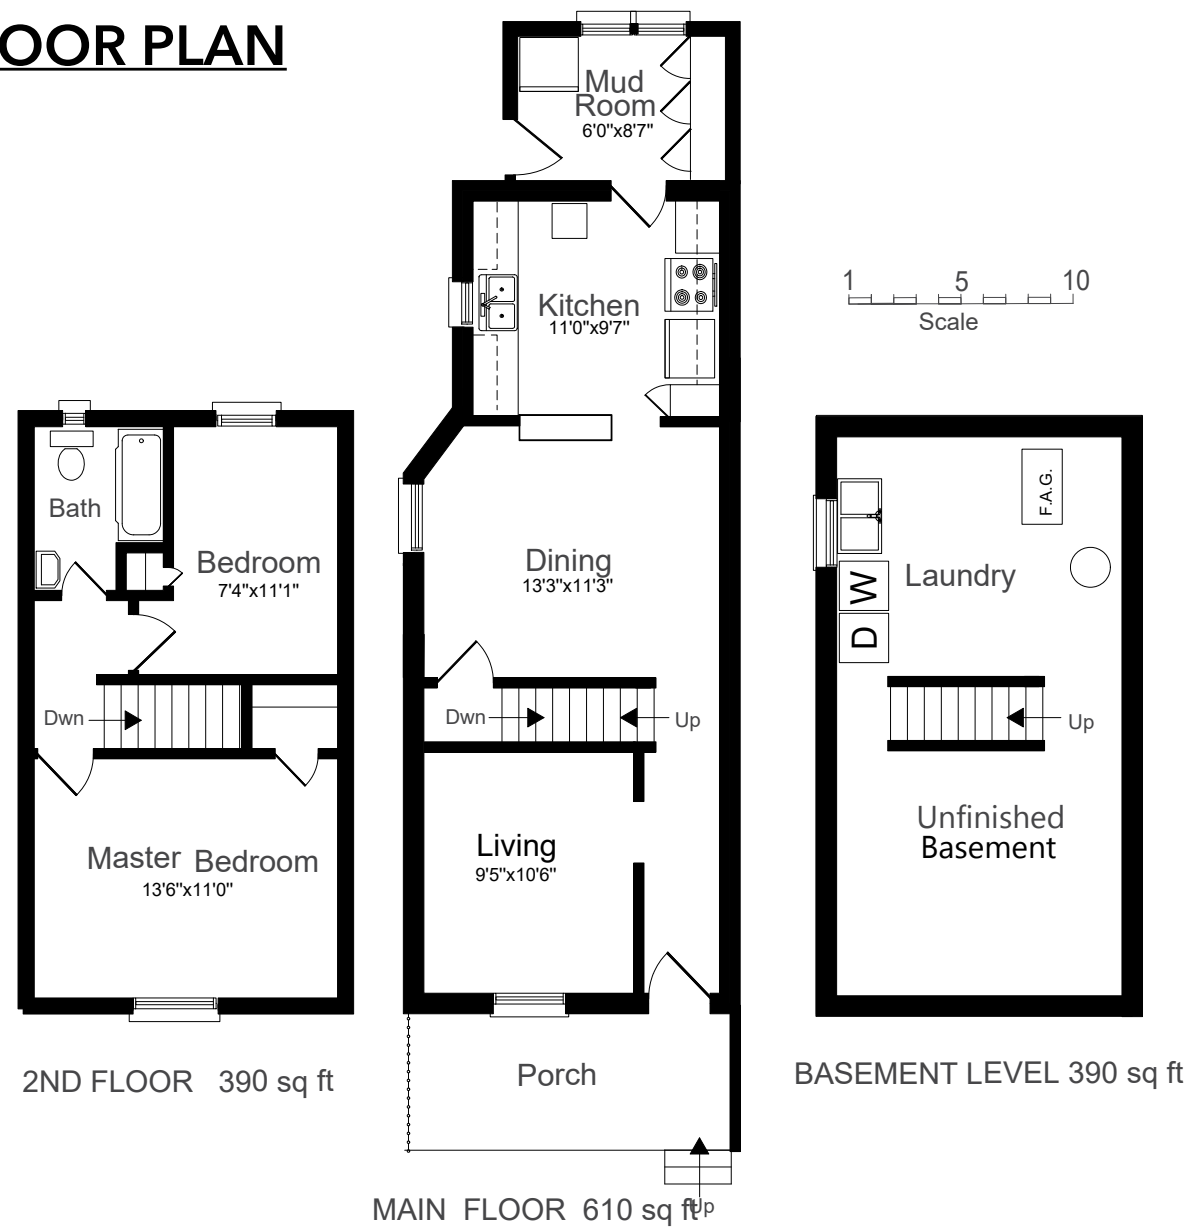 OOR PLAN
Mud
Room
6'0"x8'7"
Kitchen
11'0"x9'7"
1 5 10
Scale
Bath
Bedroom
7'4"x11'1"
Dining
13'3"x11'3"
F.A.G.
Laundry
W
D
Dwn
Dwn
Up
Up
Master Bedroom
13'6"x11'0"
Living
9'5"x10'6"
Unfinished
Basement
Porch
2ND FLOOR 390 sq ft
BASEMENT LEVEL 390 sq ft
MAIN FLOOR 610 sq ft
Up